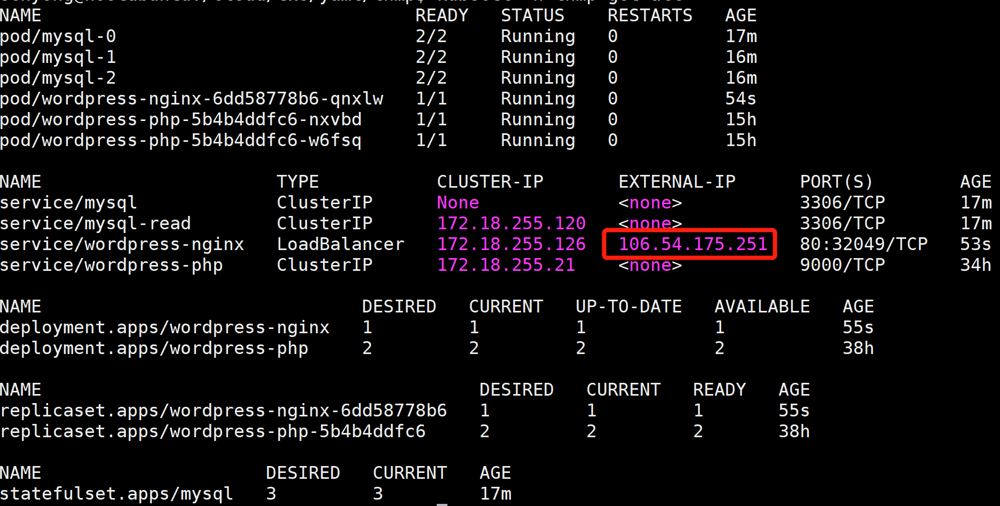 NAME READY STATUS RESTARTS AGE
pod/mysql-0 2/2 Running 0 17m
pod/mysql-1 2/2 Running 0 16m
pod/mysql-2 2/2 Running 0 16m
pod/wordpress-nginx-6dd58778b6-qnxlw 1/1 Running 0 54s
pod/wordpress-php-5b4b4ddfc6-nxvbd 1/1 Running 0 15h
pod/wordpress-php-5b4b4ddfc6-w6fsq 1/1 Running 0 15h
NAME TYPE CLUSTER-IP EXTERNAL-IP PORT(S) AGE
service/mysql ClusterIP None <none> 3306/TCP 17m
service/mysql-read ClusterIP 172.18.255.120 <none> 3306/TCP 17m
service/wordpress-nginx LoadBalancer 172.18.255.126 106.54.175.251 80:32049/TCP 53s
service/wordpress-php ClusterIP 172.18.255.21 <none> 9000/TCP 34h
NAME DESIRED CURRENT UP-TO-DATE AVAILABLE AGE
deployment.apps/wordpress-nginx 1 1 1 1 55s
deployment.apps/wordpress-php 2 2 2 2 38h
NAME DESIRED CURRENT READY AGE
replicaset.apps/wordpress-nginx-6dd58778b6 1 1 1 55s
replicaset.apps/wordpress-php-5b4b4ddfc6 2 2 2 38h
NAME DESIRED CURRENT AGE
statefulset.apps/mysql 3 3 17m